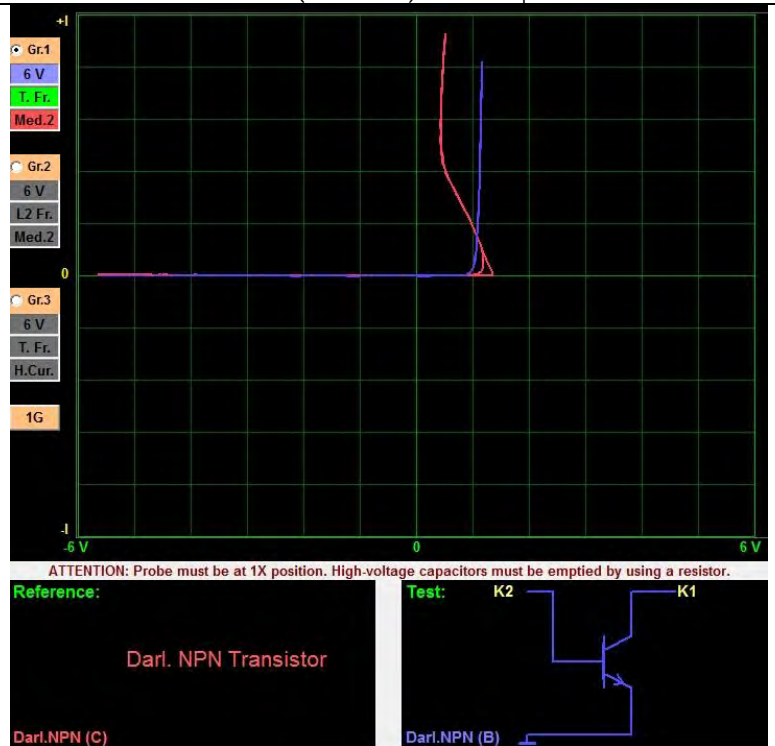 +I
Gr.1
6 V
T. Fr.
Med.2
Gr.2
6 V
L2 Fr.
Med.2
0
Gr.3
6 V
T. Fr.
H.Cur.
1G
-I
-6 V 0 6 V
ATTENTION: Probe must be at 1X position. High-voltage capacitors must be emptied by using a resistor.
Reference:
Darl. NPN Transistor
Darl.NPN (C)
Test: K2 K1
Darl.NPN (B)